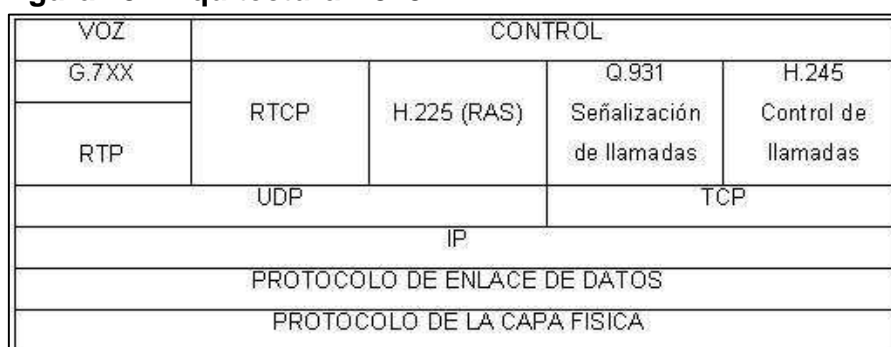 VOZ
CONTROL
G.7XX
RTP
RTCP
H.225 (RAS)
Q.931
Señalización
de llamadas
H.245
Control de
llamadas
UDP
TCP
IP
PROTOCOLO DE ENLACE DE DATOS
PROTOCOLO DE LA CAPA FISICA